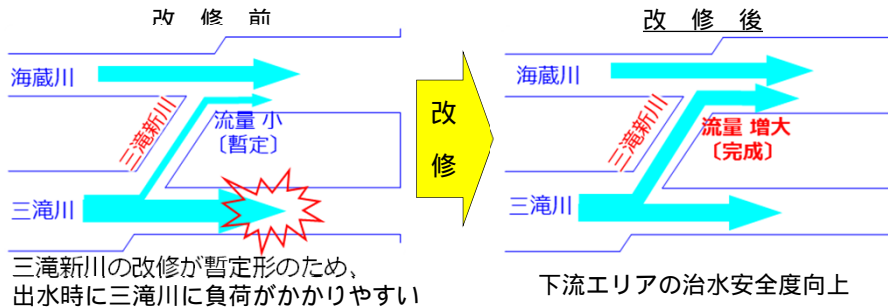 改 修 前
海蔵川
三滝新川
流量 小
〔暫定〕
三滝川
三滝新川の改修が暫定形のため、
出水時に三滝川に負荷がかかりやすい
改
修
改 修 後
海蔵川
三滝新川
流量 増大
〔完成〕
三滝川
下流エリアの治水安全度向上